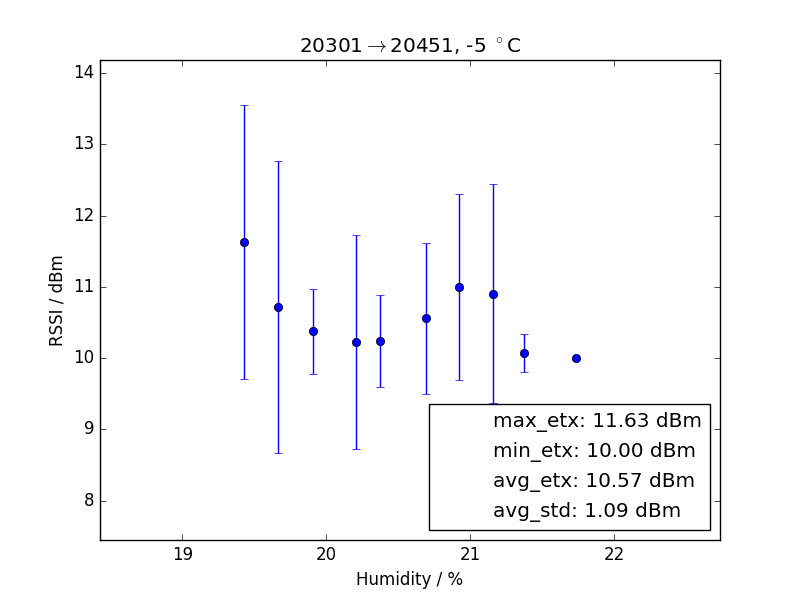 20301→20451, -5 °C
14
13
12
11
10
9
8
RSSI / dBm
max_etx: 11.63 dBm
min_etx: 10.00 dBm
avg_etx: 10.57 dBm
avg_std: 1.09 dBm
19 20 21 22
Humidity / %